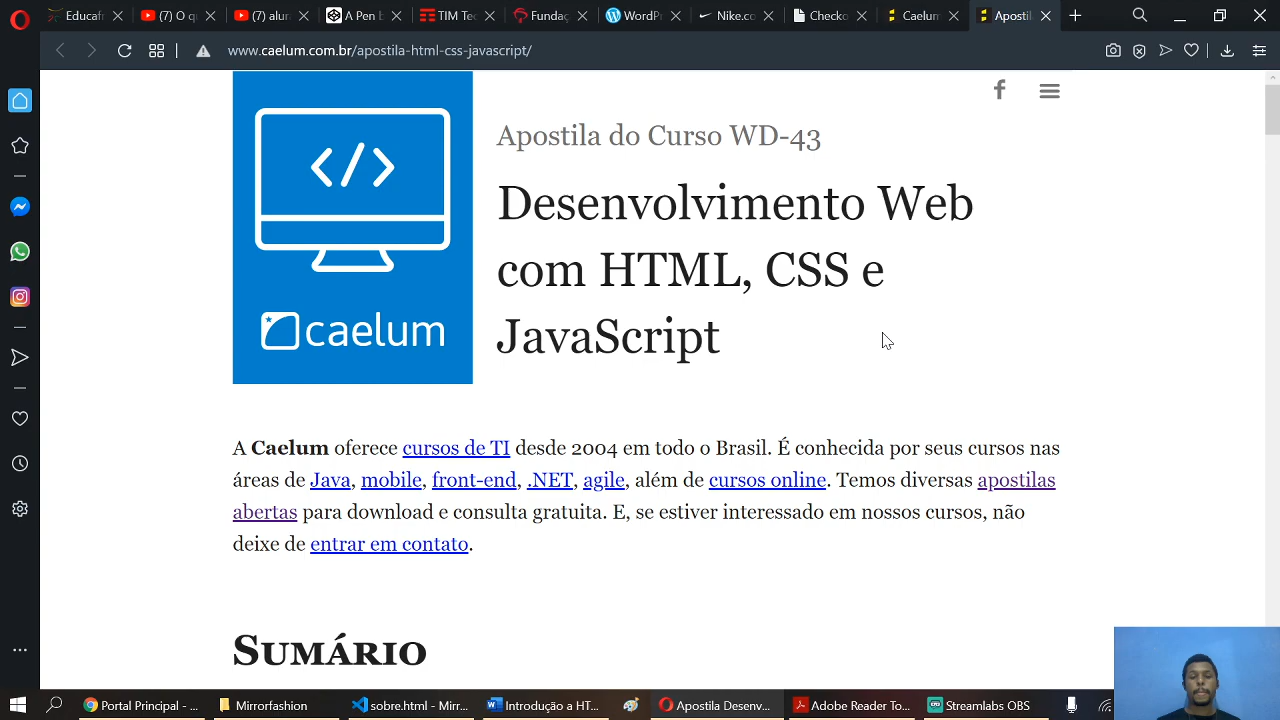 Educafr
(7) O q
(7) alur
A Pen b
TIM Tec
Fundaç
WordPr
Nike.co
Checko
Caelum
Aposti
www.caelum.com.br/apostila-html-css-javascript/
Apostila do Curso WD-43
Desenvolvimento Web
com HTML, CSS e
JavaScript
</>
caelum
A Caelum oferece cursos de TI desde 2004 em todo o Brasil. É conhecida por seus cursos nas
áreas de Java, mobile, front-end, .NET, agile, além de cursos online. Temos diversas apostilas
abertas para download e consulta gratuita. E, se estiver interessado em nossos cursos, não
deixe de entrar em contato.
SUMÁRIO
Portal Principal - ...
Mirrorfashion
sobre.html - Mirr...
Introdução a HT...
Apostila Desenv...
Adobe Reader To...
Streamlabs OBS